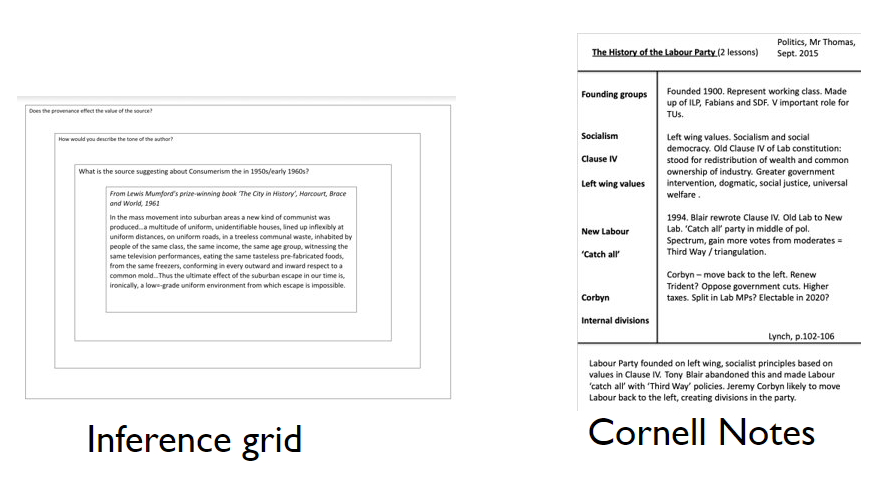 Does the provenance effect the value of the source?
How would you describe the tone of the author?
What is the source suggesting about Consumerism the in 1950s/early 1960s?
From Lewis Mumford's prize-winning book 'The City in History', Harcourt, Brace
and World, 1961
In the mass movement into suburban areas a new kind of communist was
produced...a multitude of uniform, unidentifiable houses, lined up inflexibly at
uniform distances, on uniform roads, in a treeless communal waste, inhabited by
people of the same class, the same income, the same age group, witnessing the
same television performances, eating the same tasteless pre-fabricated foods,
from the same freezers, conforming in every outward and inward respect to a
common mold...Thus the ultimate effect of the suburban escape in our time is,
ironically, a low=-grade uniform environment from which escape is impossible.
Inference grid
The History of the Labour Party (2 lessons)
Politics, Mr Thomas,
Sept. 2015
Founding groups
Socialism
Clause IV
Left wing values
New Labour
'Catch all'
Corbyn
Internal divisions
Founded 1900. Represent working class. Made
up of ILP, Fabians and SDF. V important role for
TUs.
Left wing values. Socialism and social
democracy. Old Clause IV of Lab constitution:
stood for redistribution of wealth and common
ownership of industry. Greater government
intervention, dogmatic, social justice, universal
welfare .
1994. Blair rewrote Clause IV. Old Lab to New
Lab. 'Catch all' party in middle of pol.
Spectrum, gain more votes from moderates =
Third Way / triangulation.
Corbyn – move back to the left. Renew
Trident? Oppose government cuts. Higher
taxes. Split in Lab MPs? Electable in 2020?
Lynch, p.102-106
Labour Party founded on left wing, socialist principles based on
values in Clause IV. Tony Blair abandoned this and made Labour
'catch all' with 'Third Way' policies. Jeremy Corbyn likely to move
Labour back to the left, creating divisions in the party.
Cornell Notes